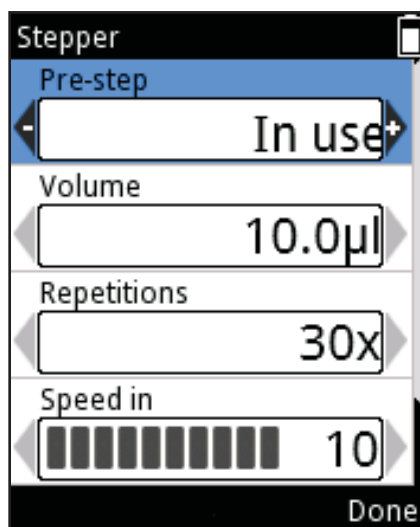 Stepper
Pre-step
- In use +
Volume
10.0µl
Repetitions
30x
Speed in
10
Done